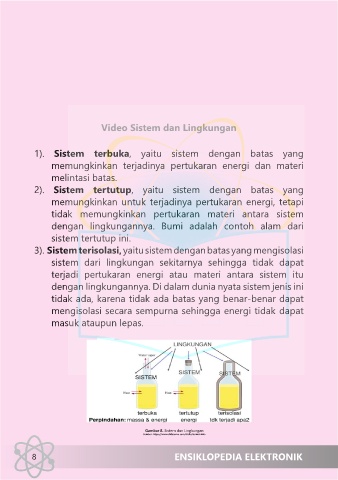 Video Sistem dan Lingkungan
1). Sistem terbuka, yaitu sistem dengan batas yang
memungkinkan terjadinya pertukaran energi dan materi
melintasi batas.
2). Sistem tertutup, yaitu sistem dengan batas yang
memungkinkan untuk terjadinya pertukaran energi, tetapi
tidak memungkinkan pertukaran materi antara sistem
dengan lingkungannya. Bumi adalah contoh alam dari
sistem tertutup ini.
3). Sistem terisolasi, yaitu sistem dengan batas yang mengisolasi
sistem dari lingkungan sekitarnya sehingga tidak dapat
terjadi pertukaran energi atau materi antara sistem itu
dengan lingkungannya. Di dalam dunia nyata sistem jenis ini
tidak ada, karena tidak ada batas yang benar-benar dapat
mengisolasi secara sempurna sehingga energi tidak dapat
masuk ataupun lepas.
LINGKUNGAN
SISTEM SISTEM SISTEM
terbuka tertutup terisolasi
Perpindahan: massa & energi energi tdk terjadi apa2
Gambar 8. Sistem dan Lingkungan
8 ENSIKLOPEDIA ELEKTRONIK